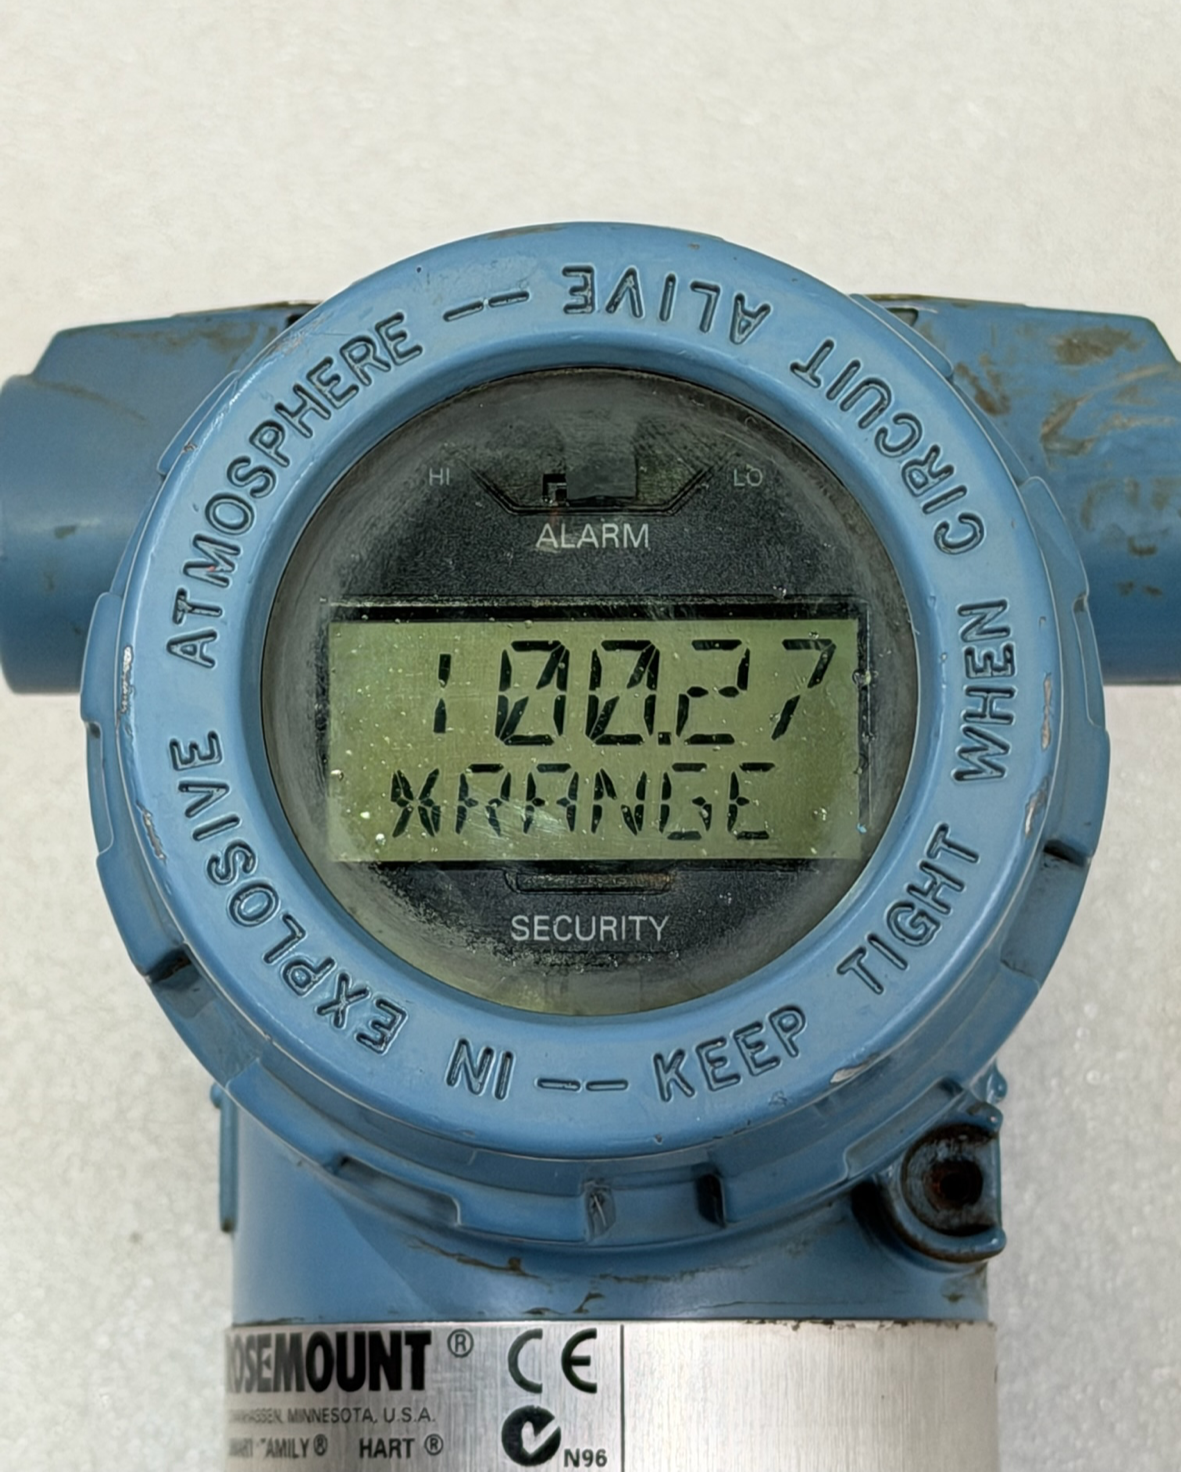 IN EXPLOSIVE ATMOSPHERE -- ALIVE CIRCUIT WHEN TIGHT KEEP --
HI
LO
ALARM
100.27
%RANGE
SECURITY
OSEMOUNT®
MINNESOTA, U.S.A.
HART®
CE
N96